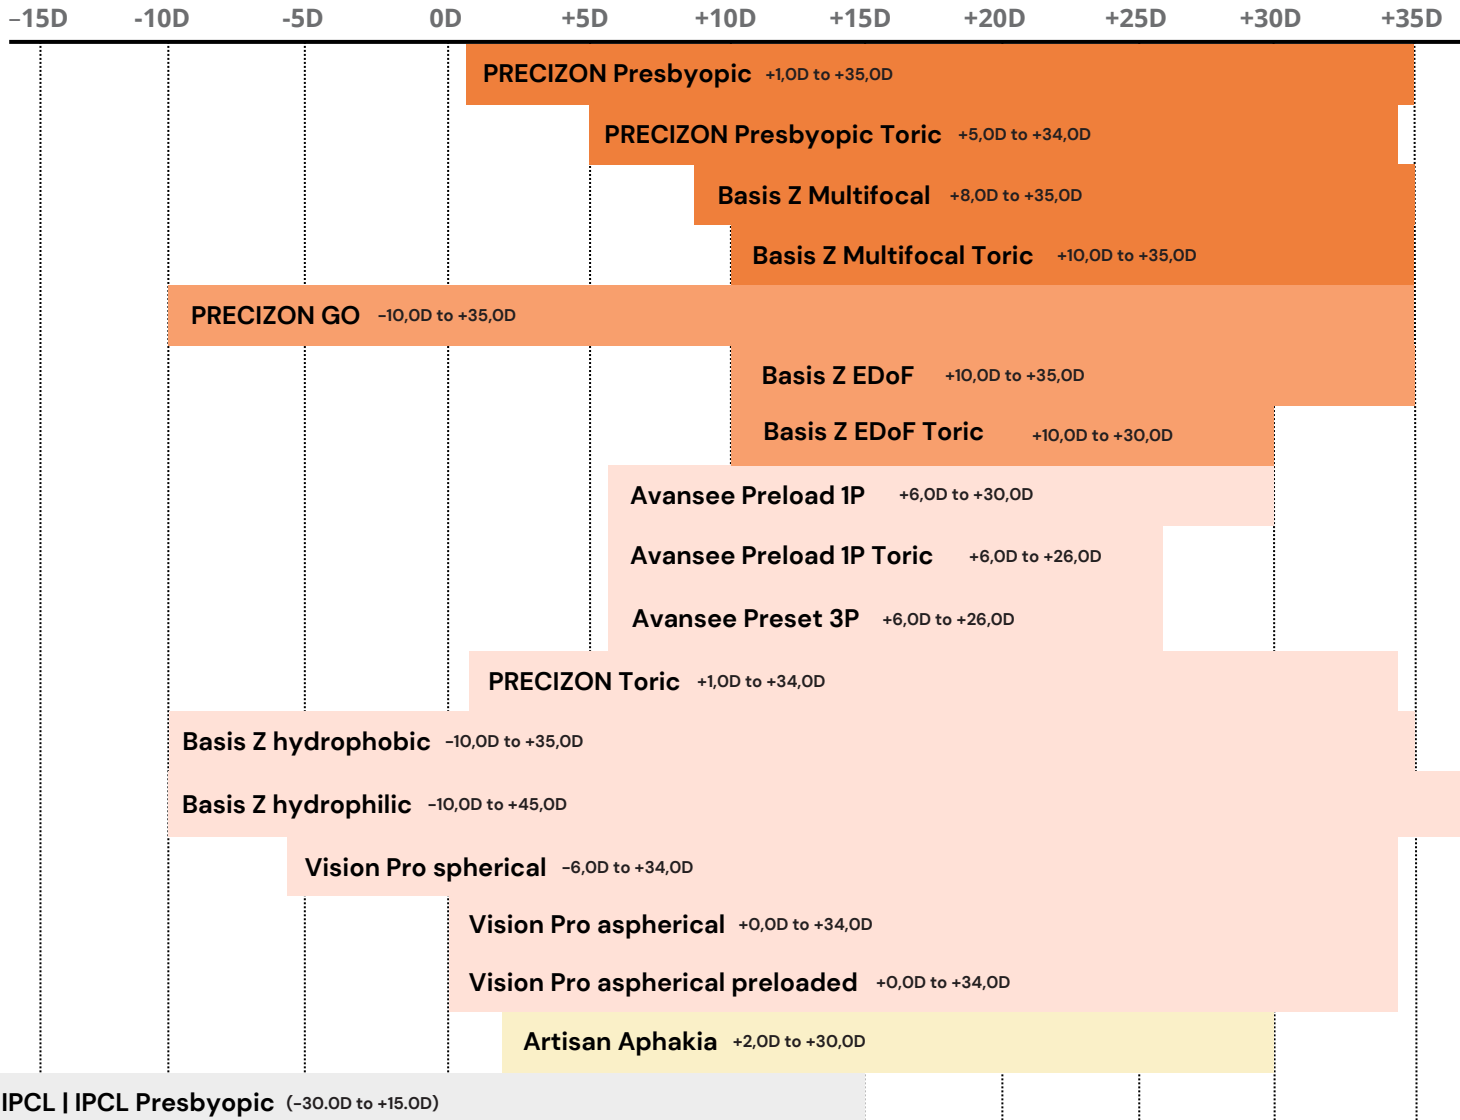 –15D -10D -5D 0D +5D +10D +15D +20D +25D +30D +35D
PRECIZON Presbyopic +1,0D to +35,0D
PRECIZON Presbyopic Toric +5,0D to +34,0D
Basis Z Multifocal +8,0D to +35,0D
Basis Z Multifocal Toric +10,0D to +35,0D
PRECIZON GO -10,0D to +35,0D
Basis Z EDoF +10,0D to +35,0D
Basis Z EDoF Toric +10,0D to +30,0D
Avansee Preload 1P +6,0D to +30,0D
Avansee Preload 1P Toric +6,0D to +26,0D
Avansee Preset 3P +6,0D to +26,0D
PRECIZON Toric +1,0D to +34,0D
Basis Z hydrophobic -10,0D to +35,0D
Basis Z hydrophilic -10,0D to +45,0D
Vision Pro spherical -6,0D to +34,0D
Vision Pro aspherical +0,0D to +34,0D
Vision Pro aspherical preloaded +0,0D to +34,0D
Artisan Aphakia +2,0D to +30,0D
IPCL | IPCL Presbyopic (-30.0D to +15.0D)